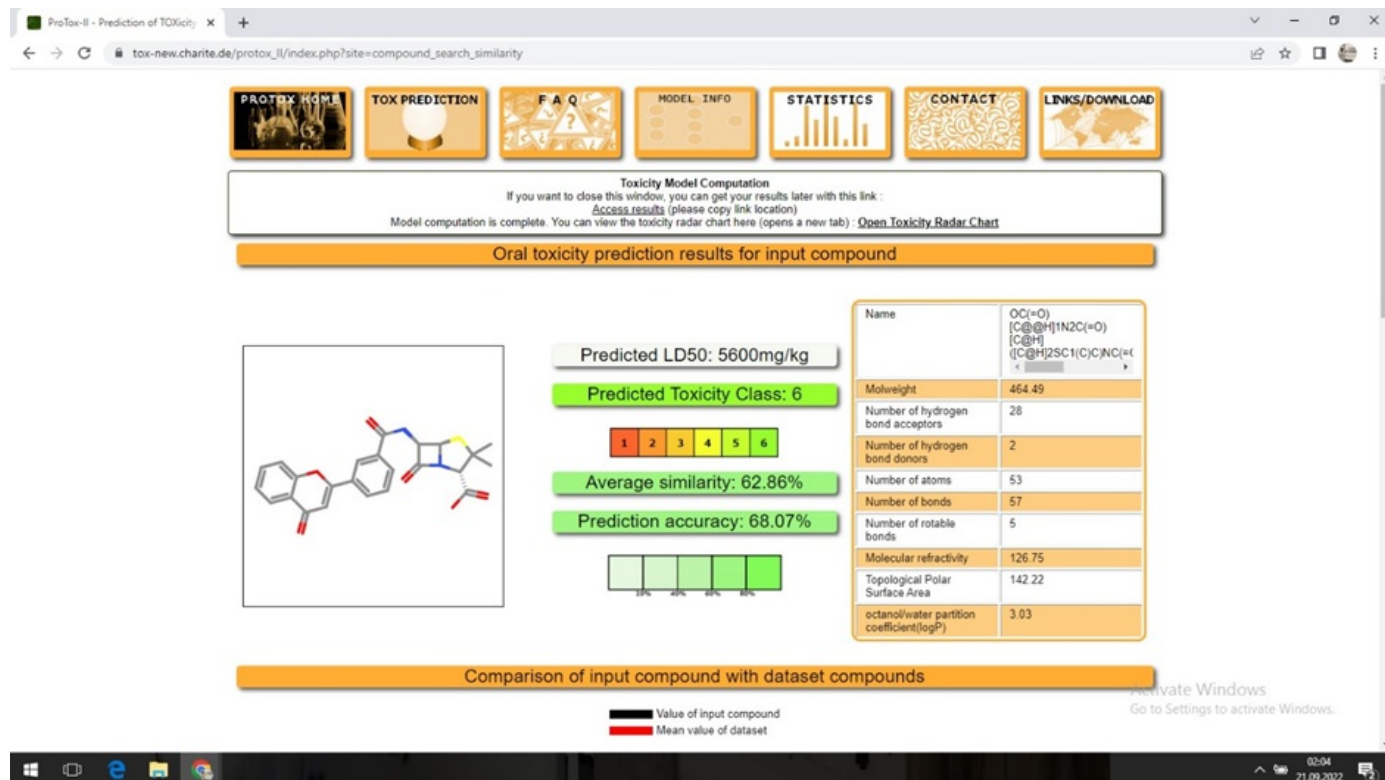 ProTox-II - Prediction of TOXicity
tox-new.charite.de/protox_II/index.php?site=compound_search_similarity
PROTOX HOME
TOX PREDICTION
F A Q
MODEL INFO
STATISTICS
CONTACT
LINKS/DOWNLOAD
Toxicity Model Computation
If you want to close this window, you can get your results later with this link :
Access results (please copy link location)
Model computation is complete. You can view the toxicity radar chart here (opens a new tab) : Open Toxicity Radar Chart
Oral toxicity prediction results for input compound
Predicted LD50: 5600mg/kg
Predicted Toxicity Class: 6
1 2 3 4 5 6
Average similarity: 62.86%
Prediction accuracy: 68.07%
20% 40% 60% 80%
Name
OC(=O)
[C@@H]1N2C(=O)
[C@H]
([C@H]2SC1(C)C)NC(=(
Molweight 464.49
Number of hydrogen
bond acceptors
28
Number of hydrogen
bond donors
2
Number of atoms 53
Number of bonds 57
Number of rotable
bonds
5
Molecular refractivity 126.75
Topological Polar
Surface Area
142.22
octanol/water partition
coefficient(logP)
3.03
Comparison of input compound with dataset compounds
Value of input compound
Mean value of dataset
Activate Windows
Go to Settings to activate Windows.
02:04
21.09.2022